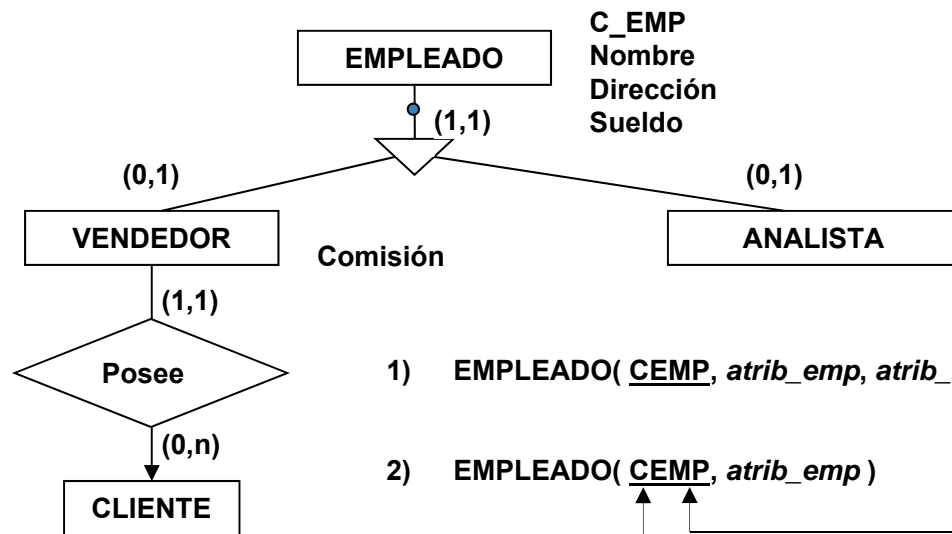 C_EMP
Nombre
Dirección
Sueldo
EMPLEADO
(1,1)
(0,1)
(0,1)
VENDEDOR
Comisión
ANALISTA
(1,1)
Posee
1) EMPLEADO( CEMP, atrib_emp, atrib_
(0,n)
2) EMPLEADO( CEMP, atrib_emp )
CLIENTE